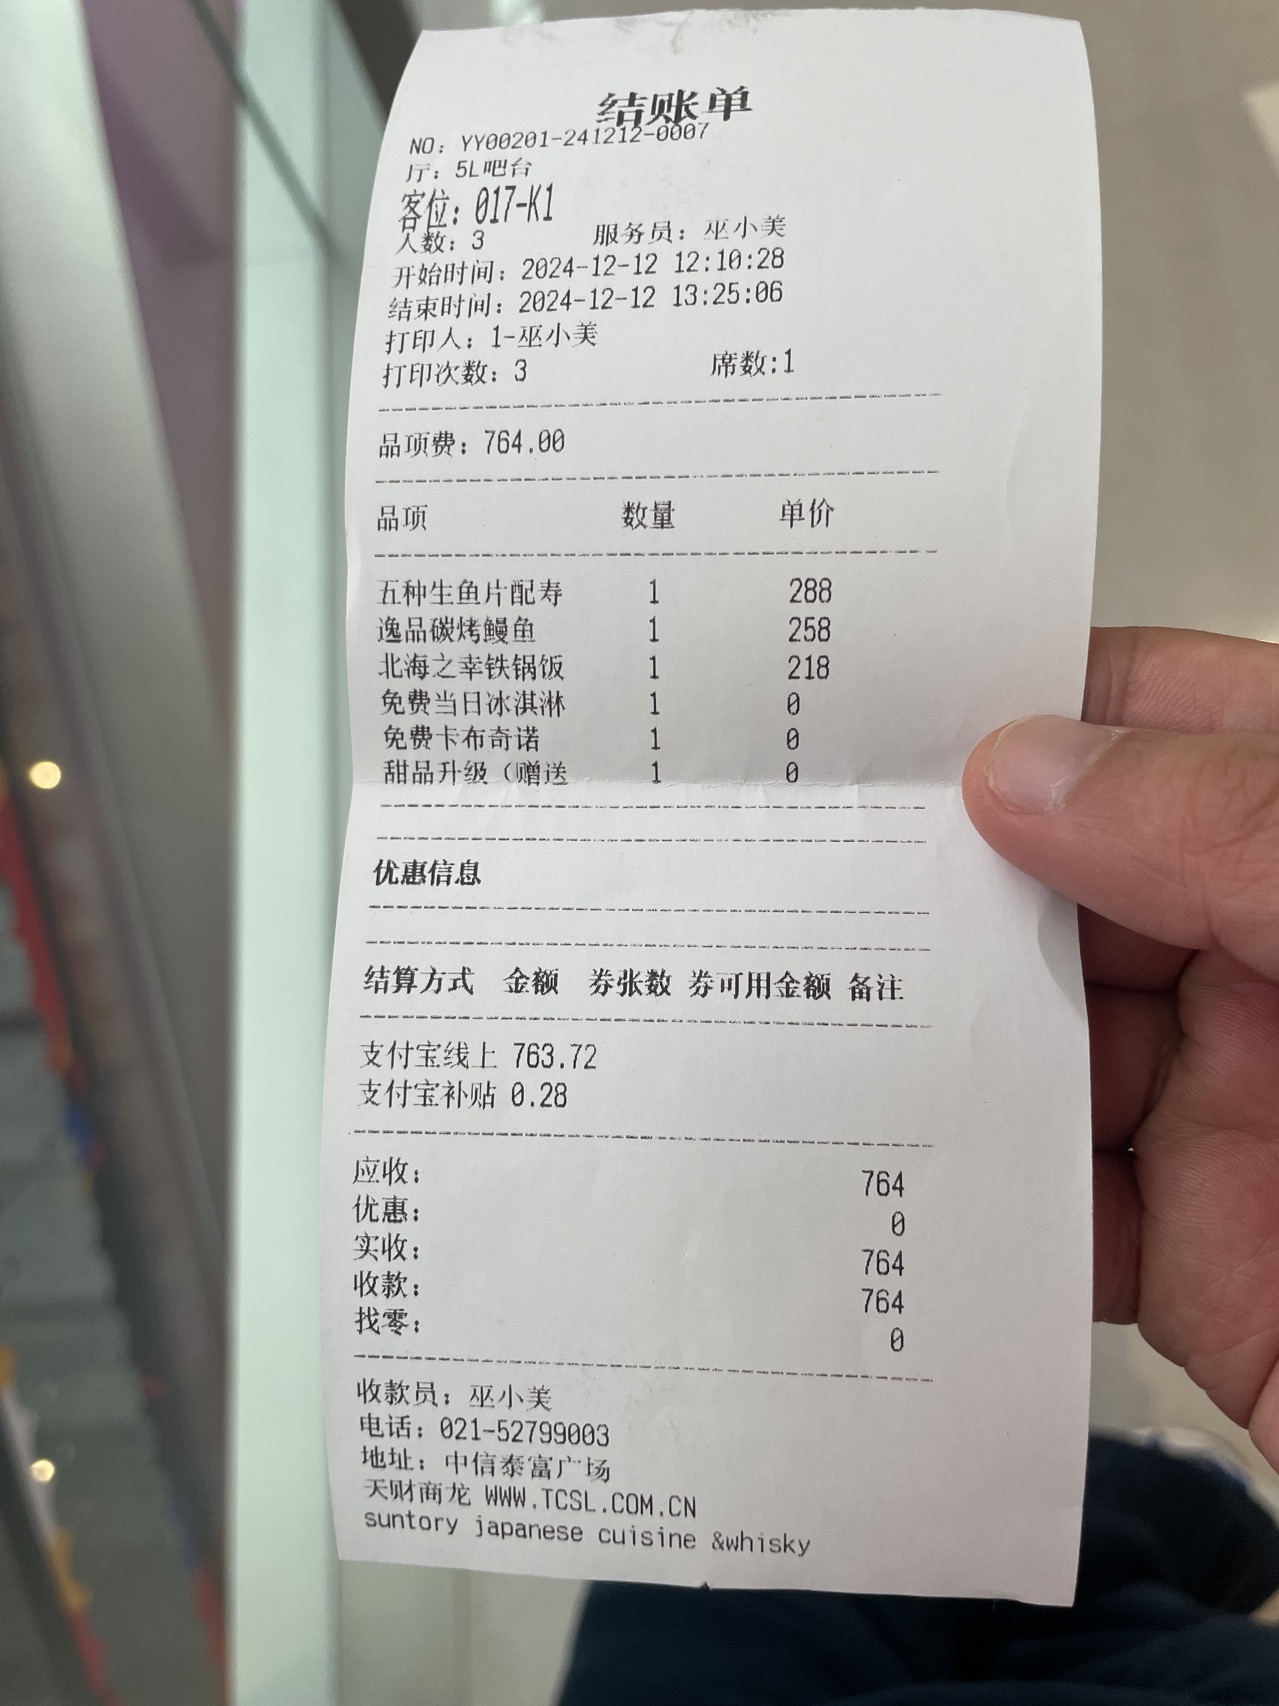 结账单
NO: YY00201-241212-0007
厅: 5L吧台
客位: 017-K1
人数: 3 服务员: 巫小美
开始时间: 2024-12-12 12:10:28
结束时间: 2024-12-12 13:25:06
打印人: 1-巫小美
打印次数: 3 席数:1
品项费: 764.00
品项 数量 单价
五种生鱼片配寿 1 288
逸品碳烤鳗鱼 1 258
北海之幸铁锅饭 1 218
免费当日冰淇淋 1 0
免费卡布奇诺 1 0
甜品升级（赠送 1 0
优惠信息
结算方式 金额 券张数 券可用金额 备注
支付宝线上 763.72
支付宝补贴 0.28
应收: 764
优惠: 0
实收: 764
收款: 764
找零: 0
收款员: 巫小美
电话: 021-52799003
地址: 中信泰富广场
天财商龙 WWW.TCSL.COM.CN
suntory japanese cuisine &whisky